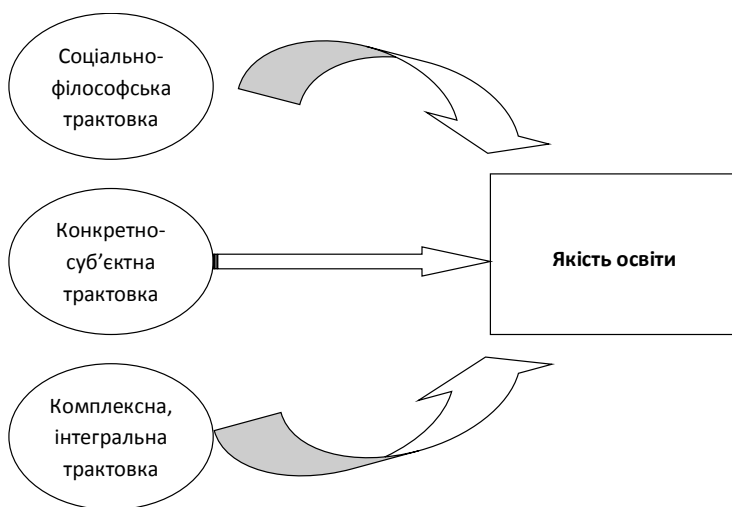 Соціально-
філософська
трактовка
Конкретно-
суб’єктна
трактовка
Якість освіти
Комплексна,
інтегральна
трактовка